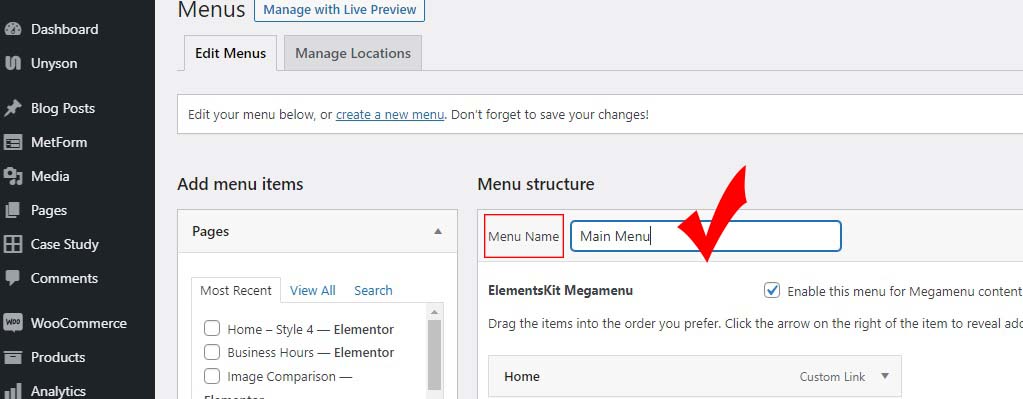 Dashboard
Unyson
Blog Posts
MetForm
Media
Pages
Case Study
Comments
WooCommerce
Products
Analytics
Menus
Manage with Live Preview
Edit Menus
Manage Locations
Edit your menu below, or create a new menu. Don't forget to save your changes!
Add menu items
Pages
Most Recent
View All
Search
Home – Style 4 — Elementor
Business Hours — Elementor
Image Comparison —
Elementor
Menu structure
Menu Name
Main Menu
ElementsKit Megamenu
Enable this menu for Megamenu content
Drag the items into the order you prefer. Click the arrow on the right of the item to reveal
Home
Custom Link